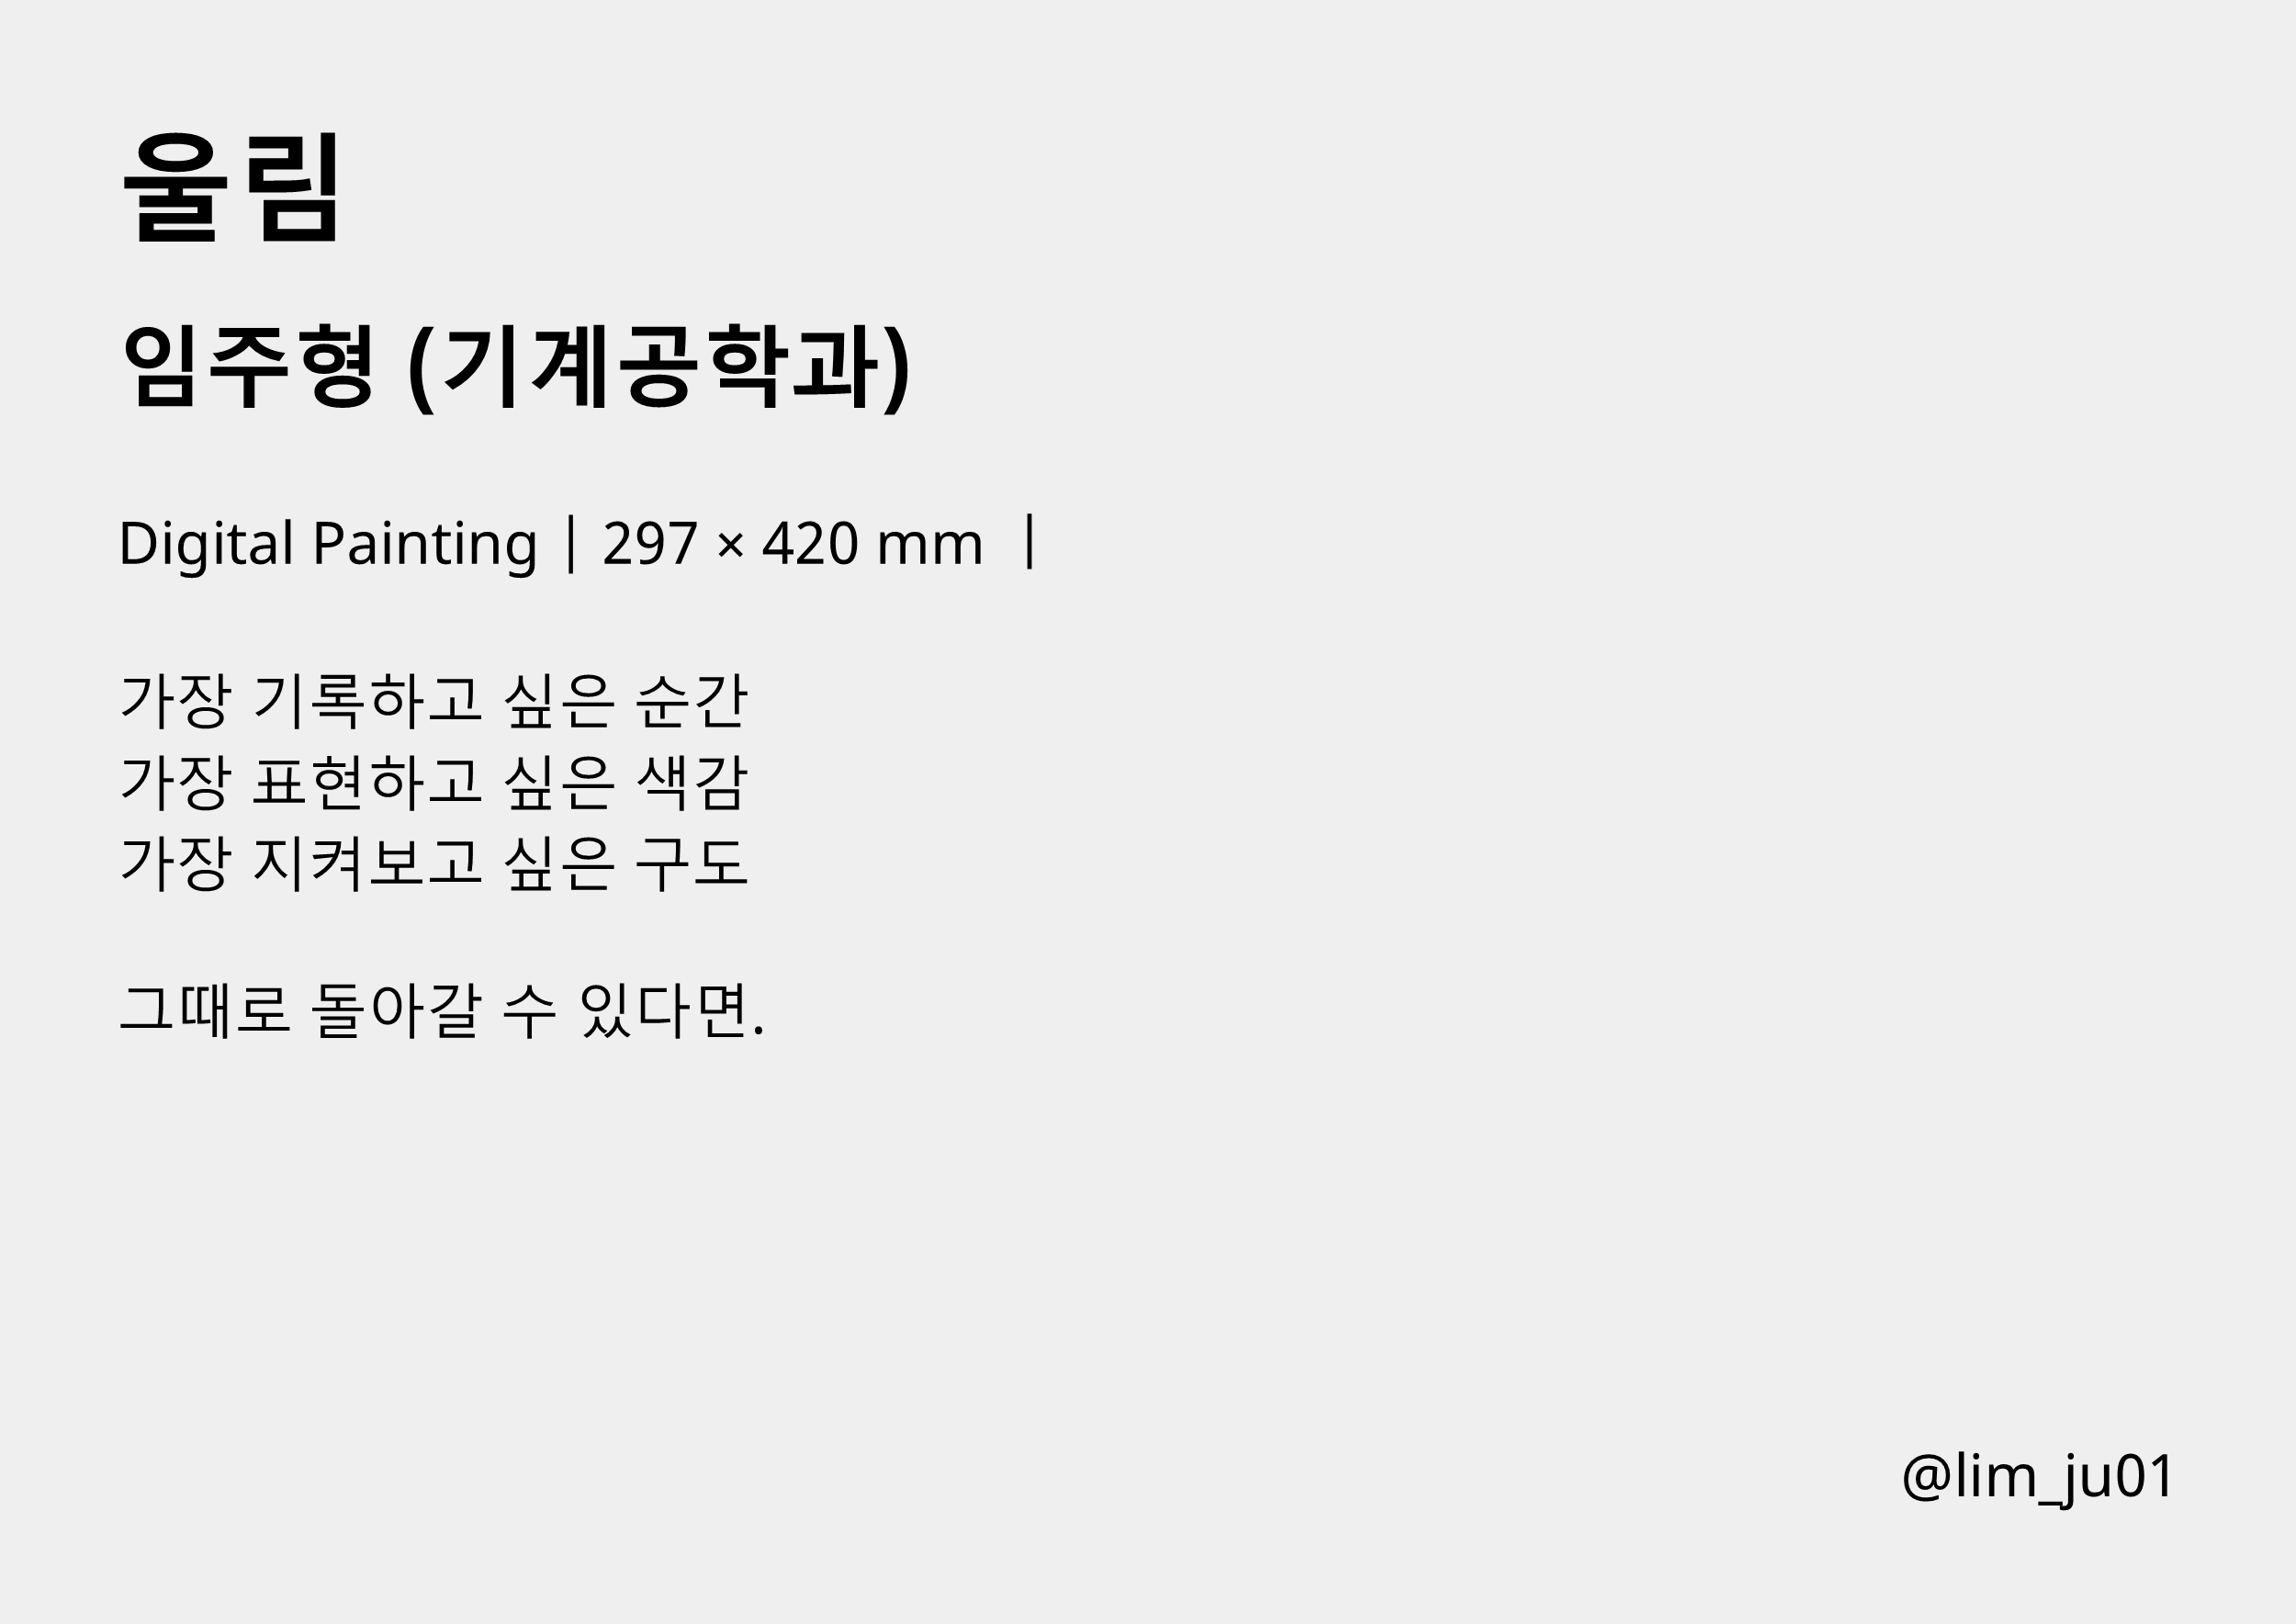 울림
임주형 (기계공학과)
Digital Painting | 297 × 420 mm |
가장 기록하고 싶은 순간
가장 표현하고 싶은 색감
가장 지켜보고 싶은 구도
그때로 돌아갈 수 있다면.
@lim_ju01